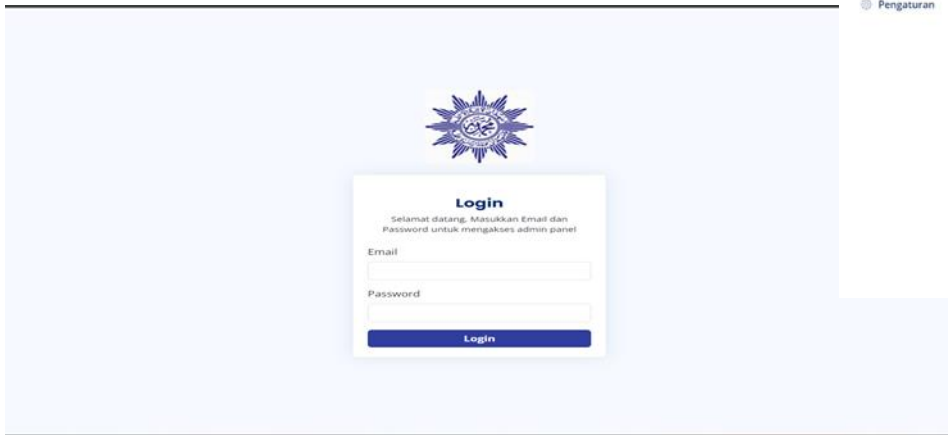 Pengaturan
Login
Selamat datang, Masukkan Email dan
Password untuk mengakses admin panel
Email
Password
Login